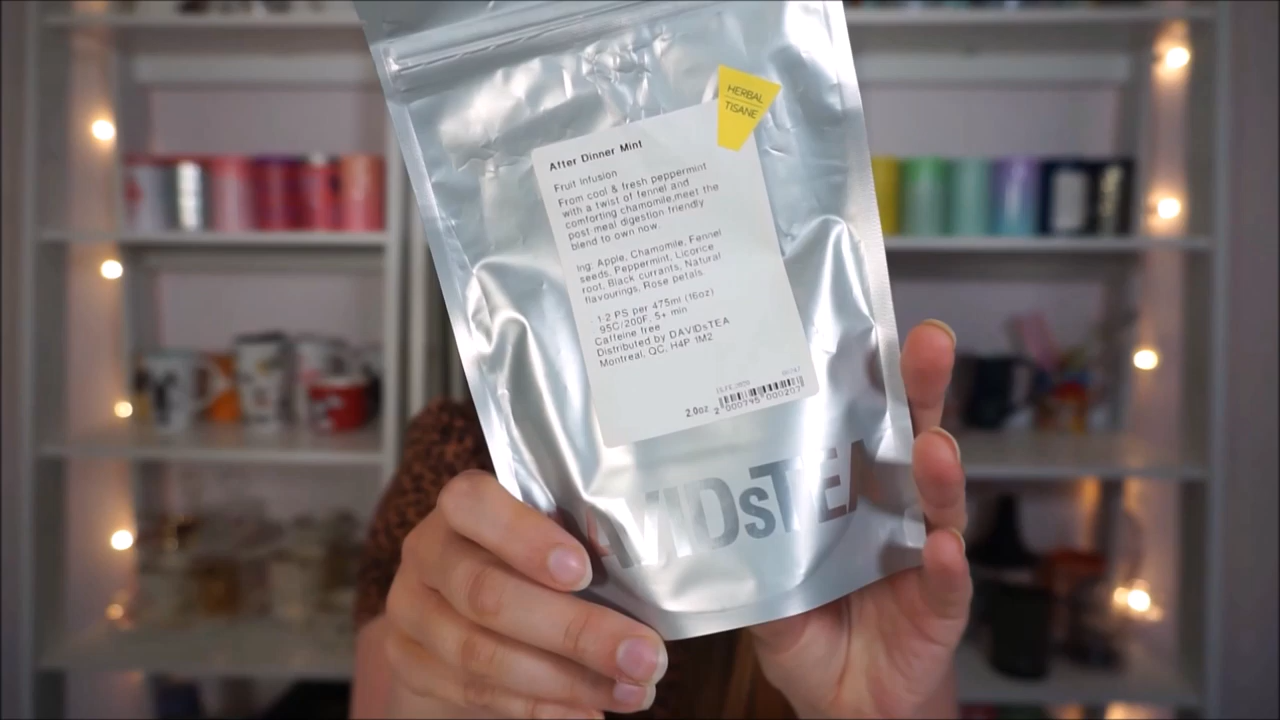 HERBAL
TISANE
After Dinner Mint
Fruit Infusion
From cool & fresh peppermint
with a twist of fennel and
comforting chamomile,meet the
post-meal digestion friendly
blend to own now.
Ing: Apple, Chamomile, Fennel
seeds, Peppermint, Licorice
root, Black currants, Natural
flavourings, Rose petals.
1-2 PS per 475ml (16oz)
95C/200F, 5+ min
Caffeine free
Distributed by DAVIDsTEA
Montreal, QC, H4P 1M2
2.0oz. 2 000795 000207
DAVIDsTEA